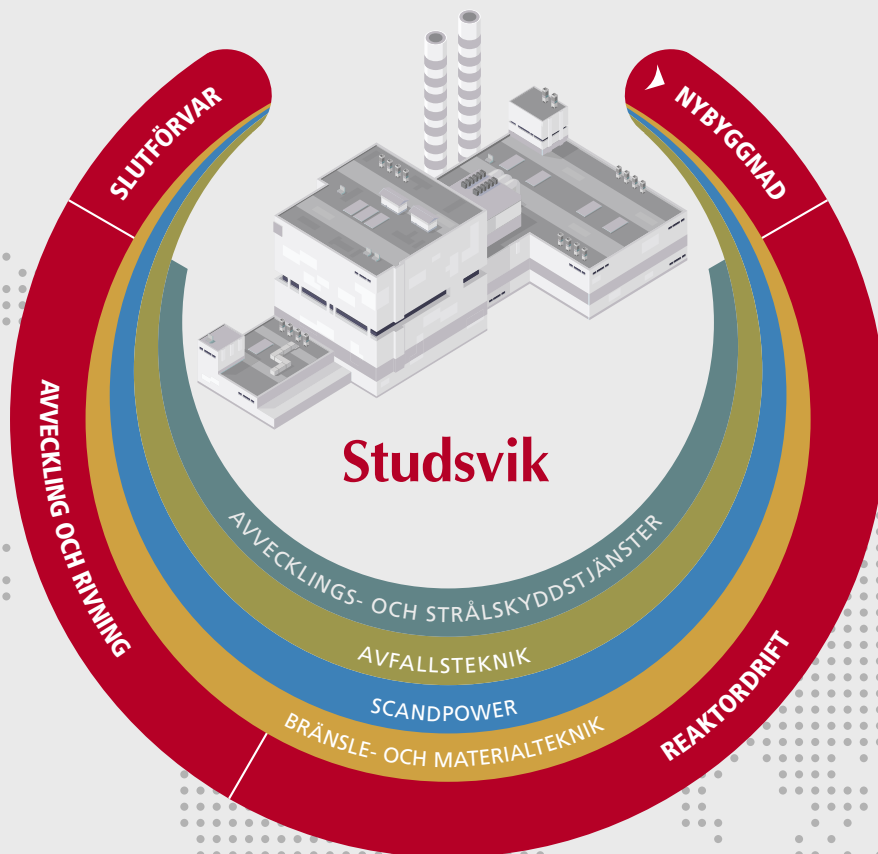 NYBYGGNAD
REAKTORDRIFT
AVVECKLING OCH RIVNING
SLUTFÖRVAR
Studsvik
AVVECKLINGS- OCH STRÅLSKYDDSTJÄNSTER
AVFALLSTEKNIK
SCANDPOWER
BRÄNSLE- OCH MATERIALTEKNIK